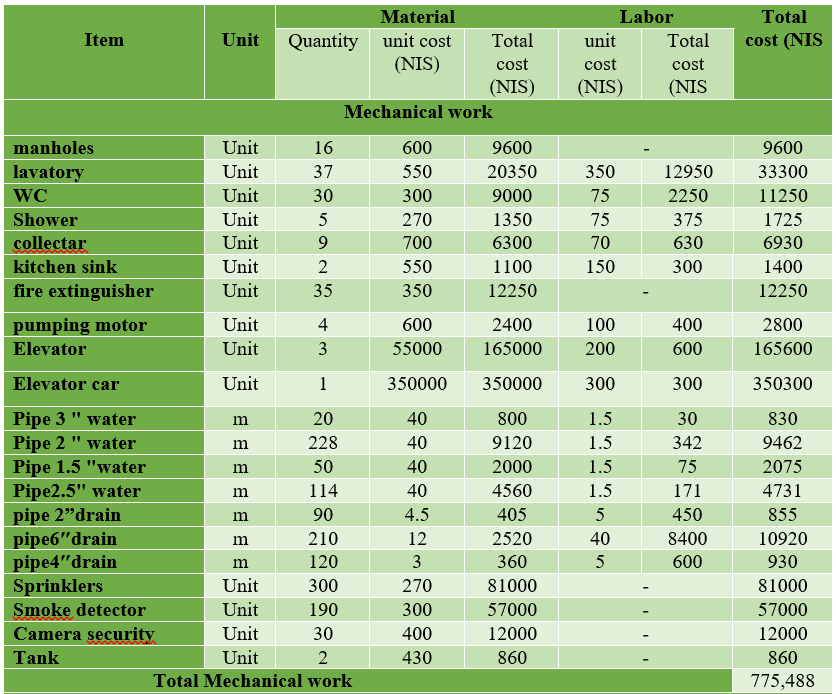 Item Unit Material Labor Total cost (NIS
Quantity unit cost (NIS) Total cost (NIS) unit cost (NIS) Total cost (NIS
Mechanical work
manholes Unit 16 600 9600 - 9600
lavatory Unit 37 550 20350 350 12950 33300
WC Unit 30 300 9000 75 2250 11250
Shower Unit 5 270 1350 75 375 1725
collectar Unit 9 700 6300 70 630 6930
kitchen sink Unit 2 550 1100 150 300 1400
fire extinguisher Unit 35 350 12250 - 12250
pumping motor Unit 4 600 2400 100 400 2800
Elevator Unit 3 55000 165000 200 600 165600
Elevator car Unit 1 350000 350000 300 300 350300
Pipe 3 " water m 20 40 800 1.5 30 830
Pipe 2 " water m 228 40 9120 1.5 342 9462
Pipe 1.5 "water m 50 40 2000 1.5 75 2075
Pipe2.5" water m 114 40 4560 1.5 171 4731
pipe 2”drain m 90 4.5 405 5 450 855
pipe6″drain m 210 12 2520 40 8400 10920
pipe4″drain m 120 3 360 5 600 930
Sprinklers Unit 300 270 81000 - 81000
Smoke detector Unit 190 300 57000 - 57000
Camera security Unit 30 400 12000 - 12000
Tank Unit 2 430 860 - 860
Total Mechanical work 775,488